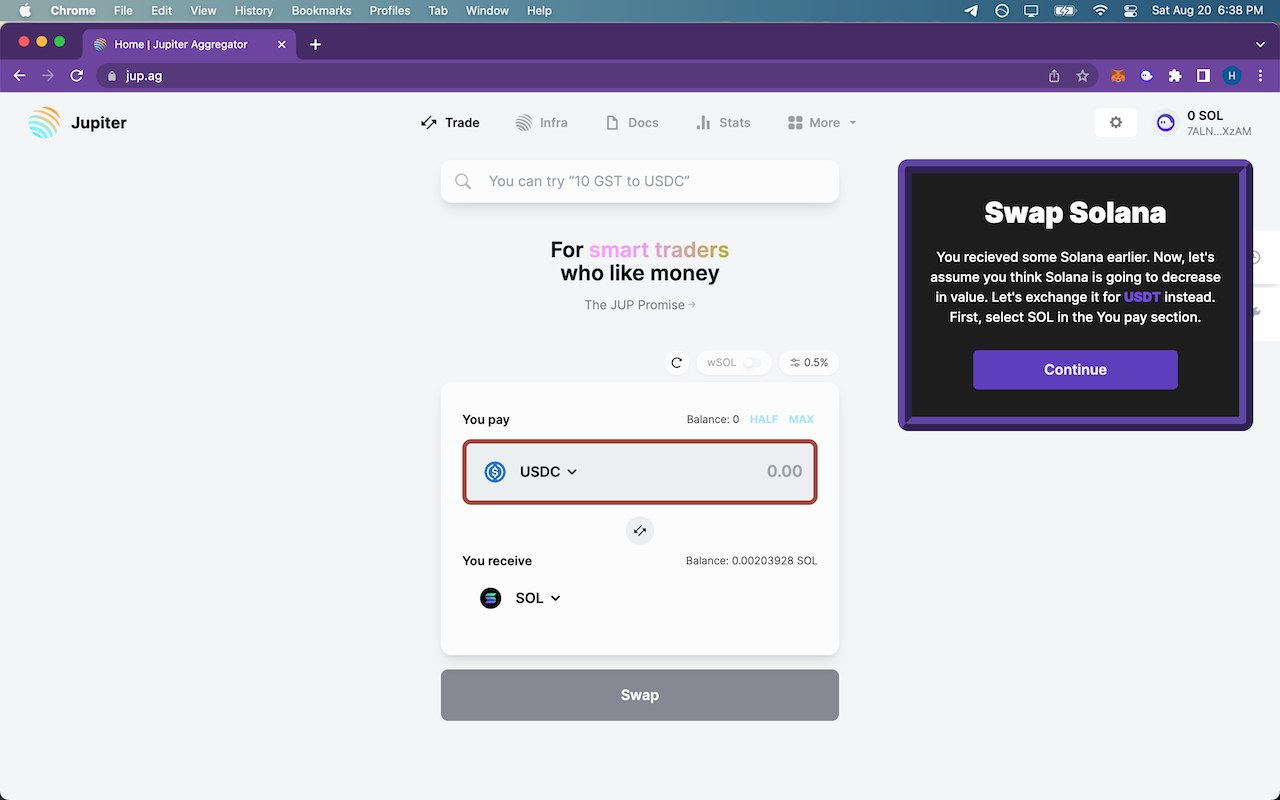 Chrome File Edit View History Bookmarks Profiles Tab Window Help Sat Aug 20 6:38 PM
Home | Jupiter Aggregator
jup.ag
H
Jupiter
Trade
Infra
Docs
Stats
More
0 SOL
7ALN...XzAM
You can try “10 GST to USDC”
For smart traders
who like money
The JUP Promise
wSOL
0.5%
You pay
Balance: 0 HALF MAX
USDC
0.00
You receive
Balance: 0.00203928 SOL
SOL
Swap
Swap Solana
You recieved some Solana earlier. Now, let's
assume you think Solana is going to decrease
in value. Let's exchange it for USDT instead.
First, select SOL in the You pay section.
Continue